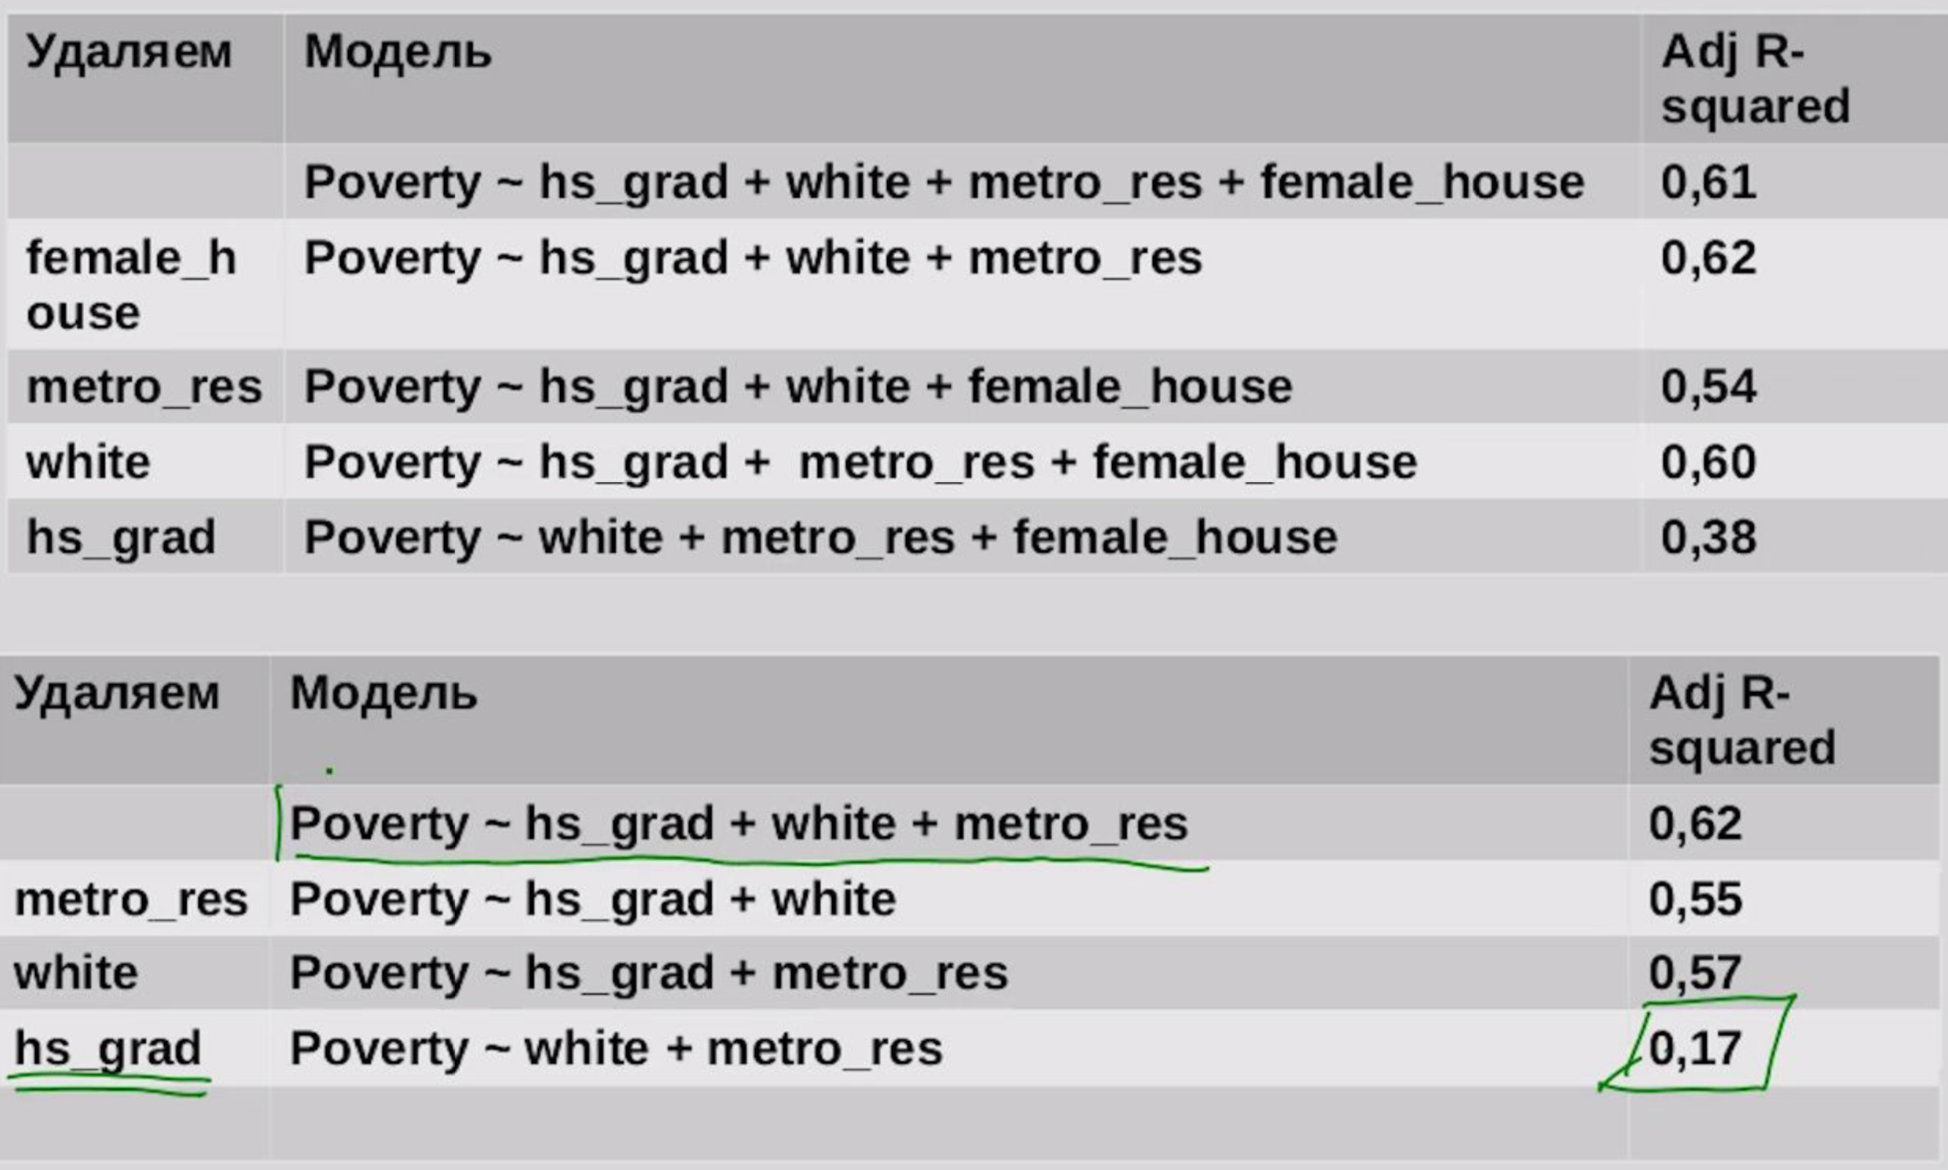 Удаляем Модель Adj R-
squared
Poverty ~ hs_grad + white + metro_res + female_house 0,61
female_h Poverty ~ hs_grad + white + metro_res 0,62
ouse
metro_res Poverty ~ hs_grad + white + female_house 0,54
white Poverty ~ hs_grad + metro_res + female_house 0,60
hs_grad Poverty ~ white + metro_res + female_house 0,38
Удаляем Модель Adj R-
squared
Poverty ~ hs_grad + white + metro_res 0,62
metro_res Poverty ~ hs_grad + white 0,55
white Poverty ~ hs_grad + metro_res 0,57
hs_grad Poverty ~ white + metro_res 0,17